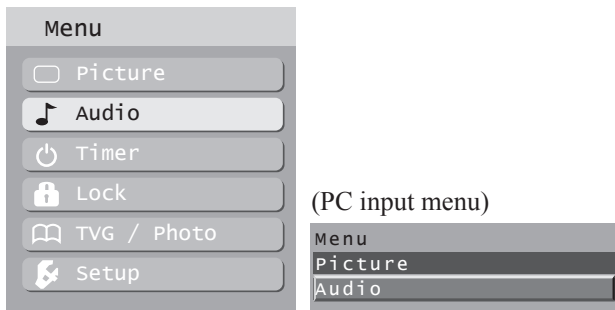 Menu
Picture
Audio
Timer
Lock
TVG / Photo
Setup
(PC input menu)
Menu
Picture
Audio